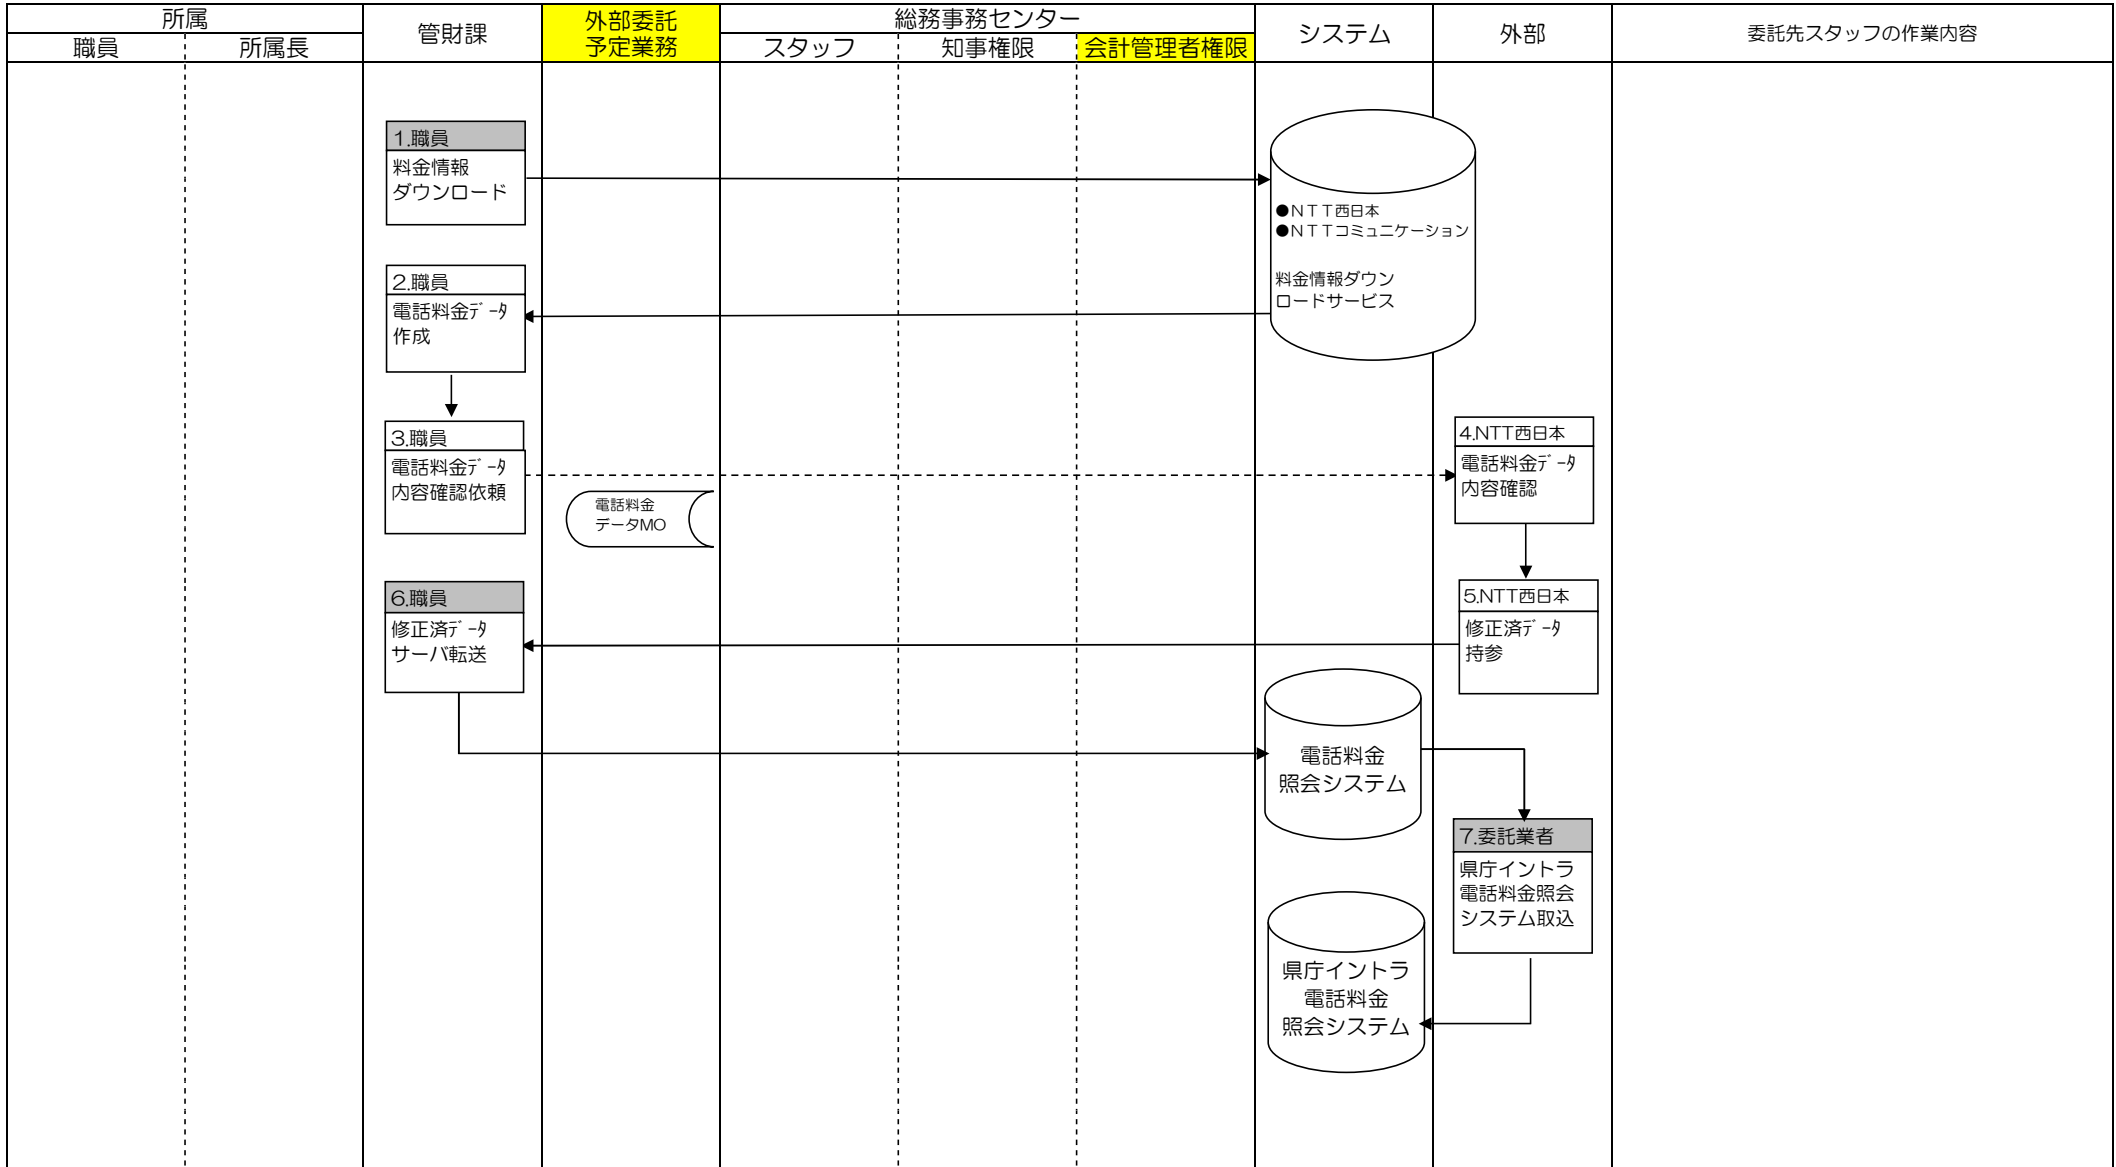 所属
職員
所属長
管財課
外部委託
予定業務
総務事務センター
スタッフ
知事権限
会計管理者権限
システム
外部
委託先スタッフの作業内容
1.職員
料金情報
ダウンロード
●ＮＴＴ西日本
●ＮＴＴコミュニケーション
料金情報ダウン
ロードサービス
2.職員
電話料金ﾃﾞｰﾀ
作成
3.職員
電話料金ﾃﾞｰﾀ
内容確認依頼
電話料金
データMO
4.NTT西日本
電話料金ﾃﾞｰﾀ
内容確認
5.NTT西日本
修正済ﾃﾞｰﾀ
持参
6.職員
修正済ﾃﾞｰﾀ
サーバ転送
電話料金
照会システム
7.委託業者
県庁イントラ
電話料金照会
システム取込
県庁イントラ
電話料金
照会システム